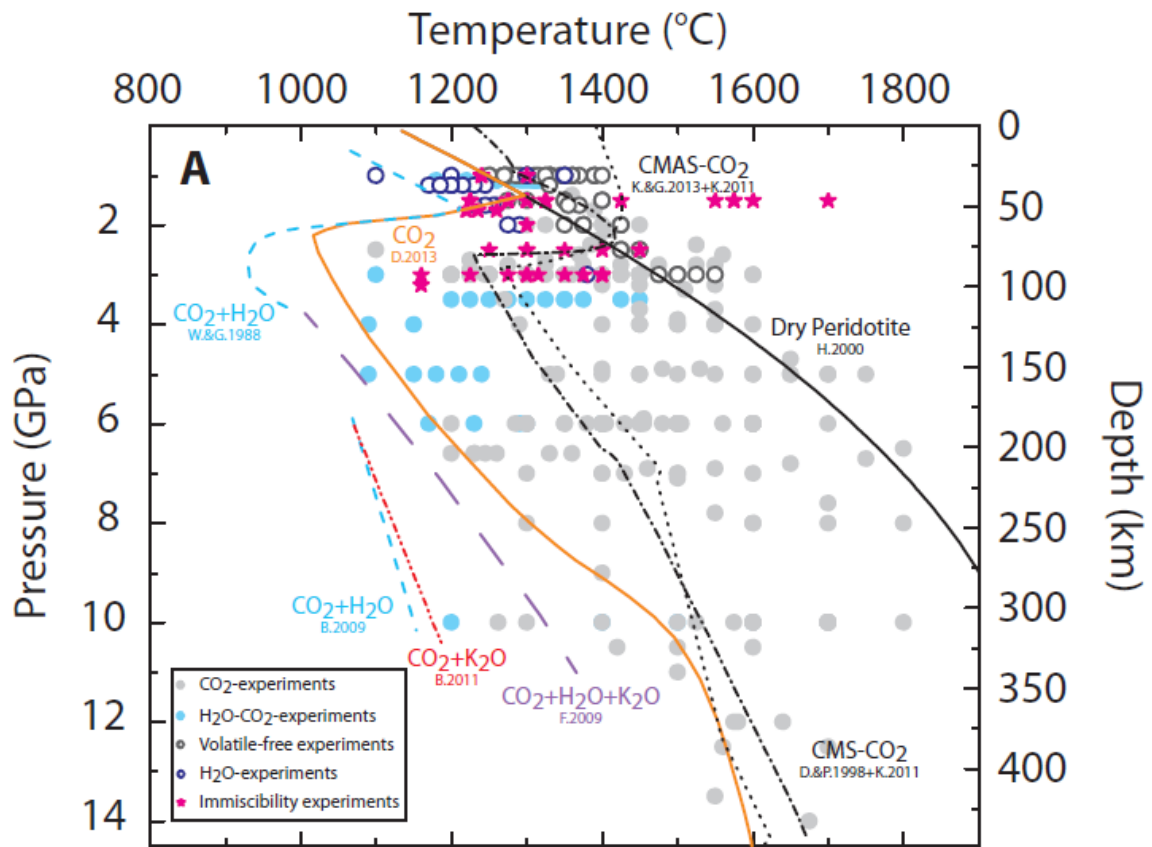 Temperature (°C)
800 1000 1200 1400 1600 1800
A
CMAS-CO2
K.&G.2013+K.2011
CO2
D.2013
CO2+H2O
W.&G.1988
Dry Peridotite
H.2000
CO2+H2O
B.2009
CO2+K2O
B.2011
CO2+H2O+K2O
F.2009
CMS-CO2
D.&P.1998+K.2011
CO2-experiments
H2O-CO2-experiments
Volatile-free experiments
H2O-experiments
Immiscibility experiments
Pressure (GPa)
2
4
6
8
10
12
14
Depth (km)
0
50
100
150
200
250
300
350
400